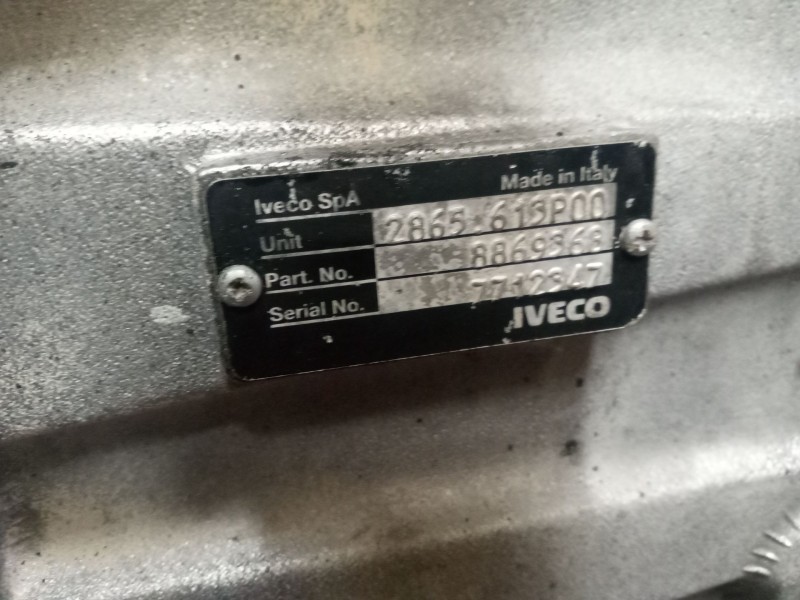 Made in Italy
Iveco SpA
Unit 2865.613P00
Part. No. 8869368
Serial No. 7712347
IVECO